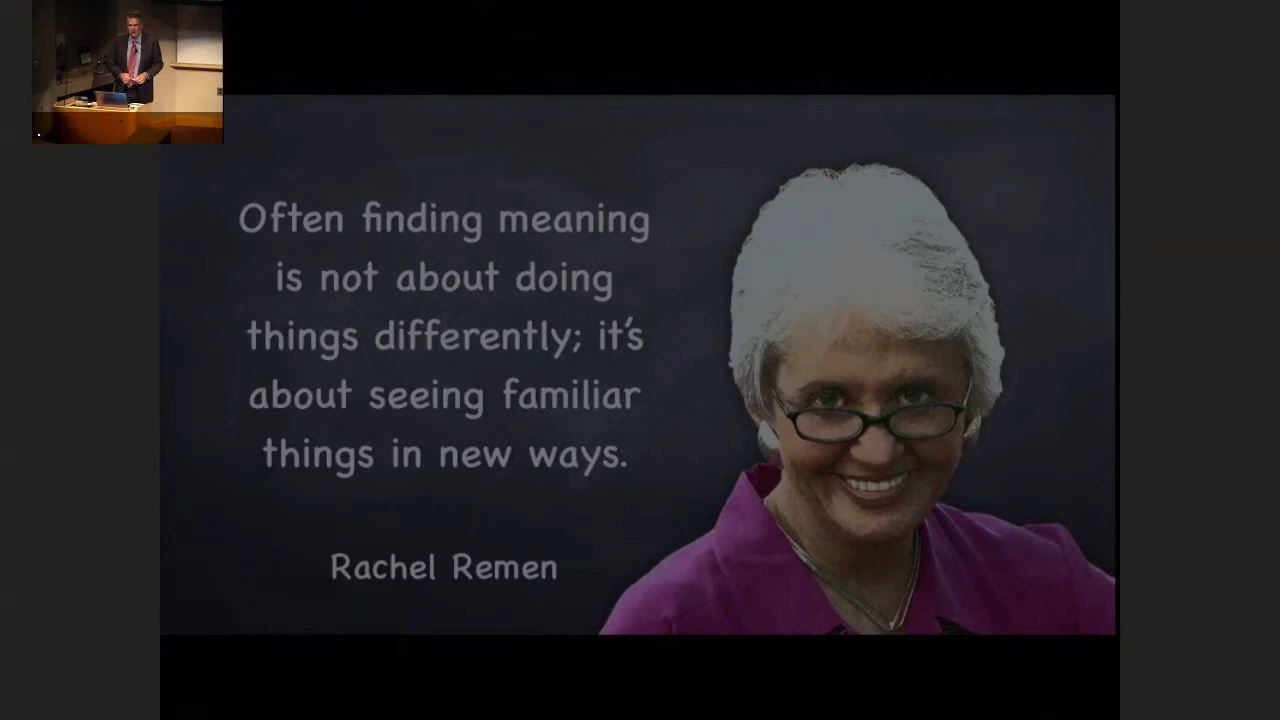 Often finding meaning
is not about doing
things differently; it's
about seeing familiar
things in new ways.
Rachel Remen